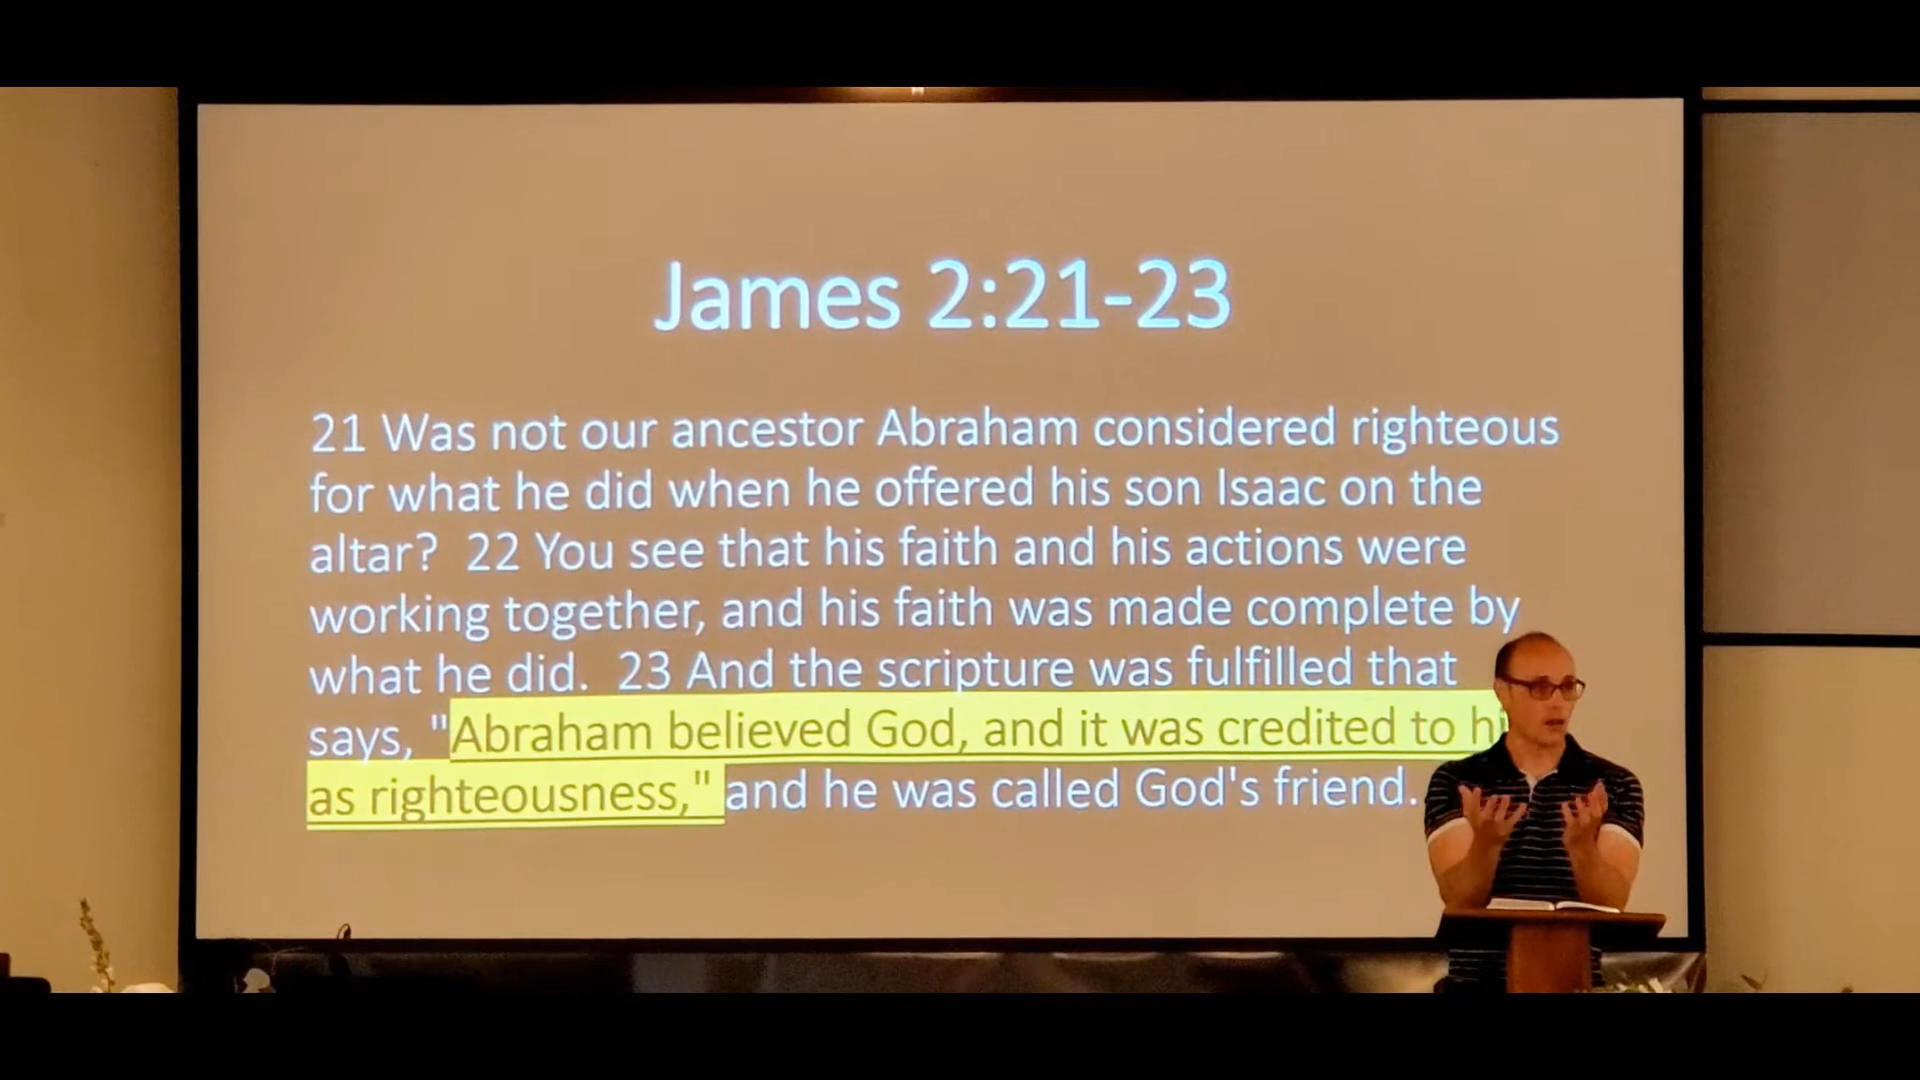 James 2:21-23
21 Was not our ancestor Abraham considered righteous
for what he did when he offered his son Isaac on the
altar?  22 You see that his faith and his actions were
working together, and his faith was made complete by
what he did.  23 And the scripture was fulfilled that
says, "Abraham believed God, and it was credited to
as righteousness," and he was called God's friend.